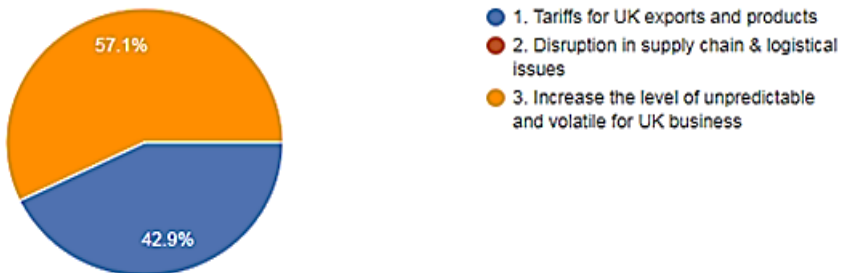 57.1%
42.9%
1. Tariffs for UK exports and products
2. Disruption in supply chain & logistical
issues
3. Increase the level of unpredictable
and volatile for UK business